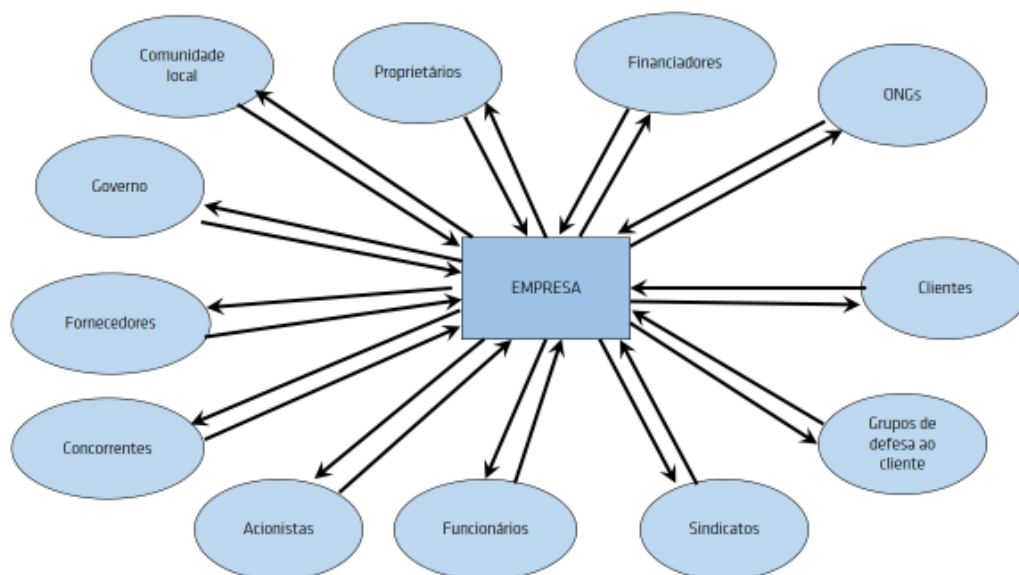 Comunidade
local
Proprietários
Financiadores
ONGs
Governo
EMPRESA
Clientes
Fornecedores
Concorrentes
Grupos de
defesa ao
cliente
Acionistas
Funcionários
Sindicatos